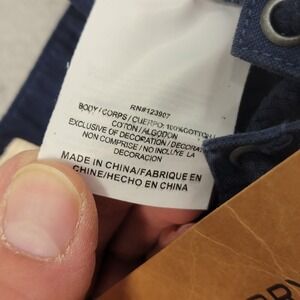 RN#123907
BODY / CORPS / CUERPO: 100% COTTON /
COTON / ALGODON
EXCLUSIVE OF DECORATION / DECORATION
NON COMPRISE / NO INCLUYE LA
DECORACION
MADE IN CHINA/FABRIQUE EN
CHINE/HECHO EN CHINA